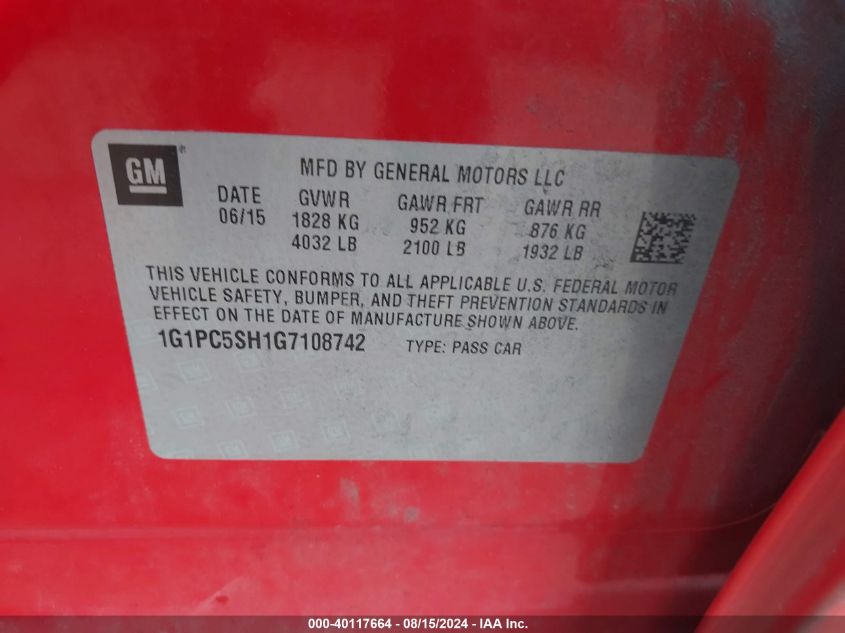 GM ®
MFD BY GENERAL MOTORS LLC
DATE GVWR GAWR FRT GAWR RR
06/15 1828 KG 952 KG 876 KG
4032 LB 2100 LB 1932 LB
THIS VEHICLE CONFORMS TO ALL APPLICABLE U.S. FEDERAL MOTOR
VEHICLE SAFETY, BUMPER, AND THEFT PREVENTION STANDARDS IN
EFFECT ON THE DATE OF MANUFACTURE SHOWN ABOVE.
1G1PC5SH1G7108742 TYPE: PASS CAR
000-40117664 - 08/15/2024 - IAA Inc.